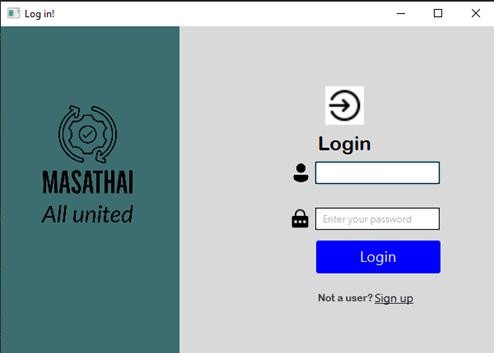 Log in!
MASATHAI
All united
Login
Enter your password
Login
Not a user? Sign up